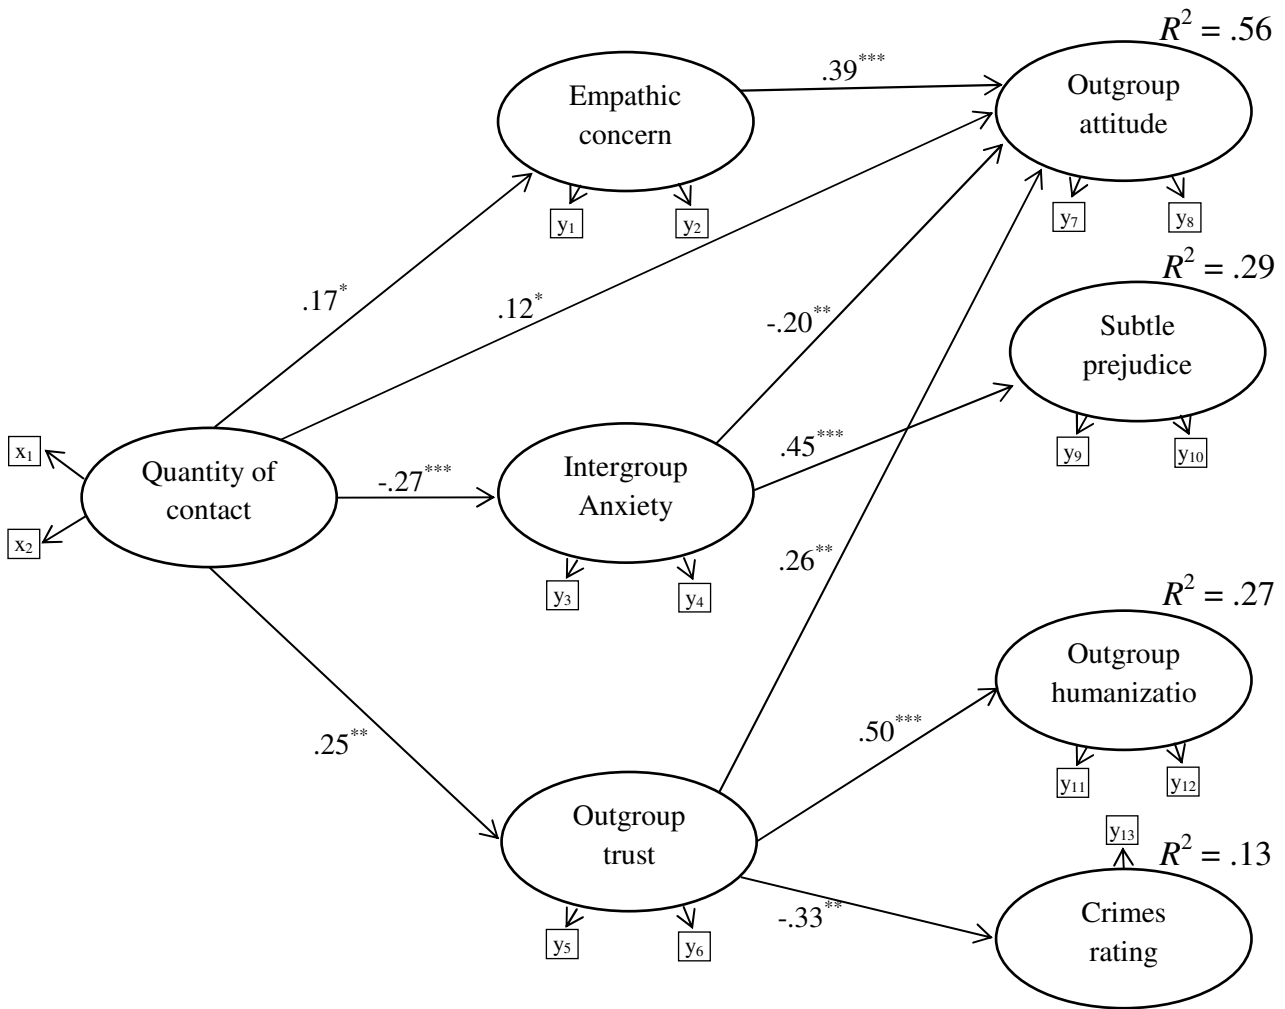 R² = .56
Empathic
concern
.39***
Outgroup
attitude
y₁
y₂
y₇
y₈
R² = .29
.17*
.12*
-.20**
Subtle
prejudice
x₁
x₂
Quantity of
contact
-.27***
Intergroup
Anxiety
.45***
y₉
y₁₀
y₃
y₄
.26**
R² = .27
Outgroup
humanizatio
.25**
.50***
y₁₁
y₁₂
Outgroup
trust
y₁₃
R² = .13
y₅
y₆
-.33**
Crimes
rating